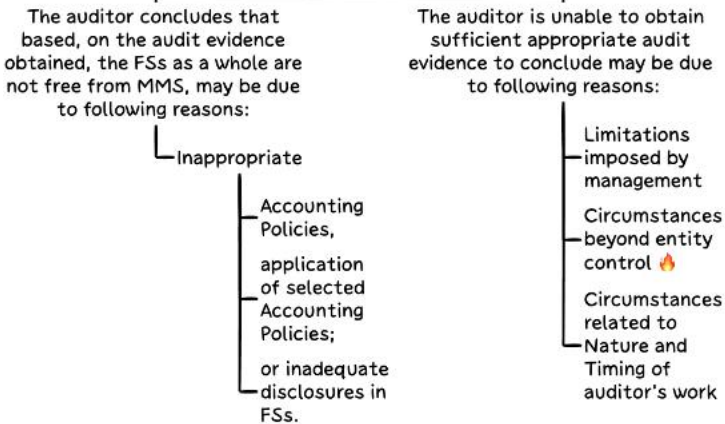 The auditor concludes that
based, on the audit evidence
obtained, the FSs as a whole are
not free from MMS, may be due
to following reasons:
Inappropriate
Accounting
Policies,
application
of selected
Accounting
Policies;
or inadequate
disclosures in
FSs.
The auditor is unable to obtain
sufficient appropriate audit
evidence to conclude may be due
to following reasons:
Limitations
imposed by
management
Circumstances
beyond entity
control 🔥
Circumstances
related to
Nature and
Timing of
auditor's work